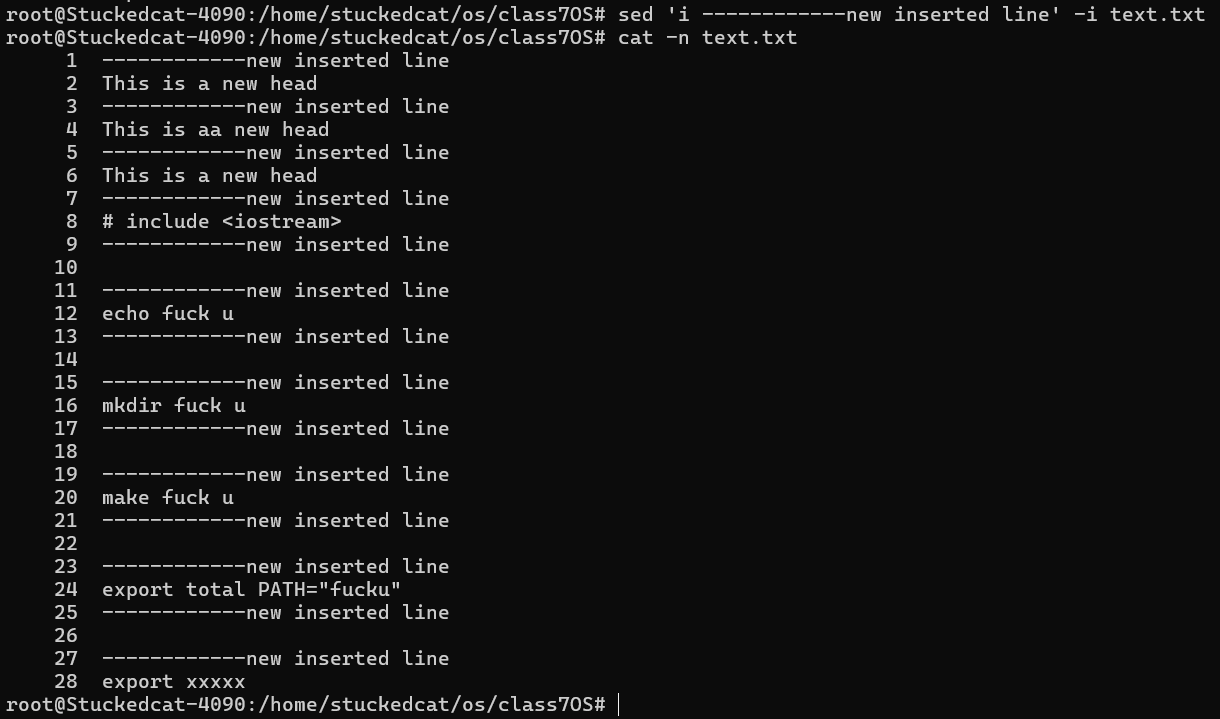 root@Stuckedcat-4090:/home/stuckedcat/os/class7OS# sed 'i ------------new inserted line' -i text.txt
root@Stuckedcat-4090:/home/stuckedcat/os/class7OS# cat -n text.txt
     1  ------------new inserted line
     2  This is a new head
     3  ------------new inserted line
     4  This is aa new head
     5  ------------new inserted line
     6  This is a new head
     7  ------------new inserted line
     8  # include <iostream>
     9  ------------new inserted line
    10
    11  ------------new inserted line
    12  echo fuck u
    13  ------------new inserted line
    14
    15  ------------new inserted line
    16  mkdir fuck u
    17  ------------new inserted line
    18
    19  ------------new inserted line
    20  make fuck u
    21  ------------new inserted line
    22
    23  ------------new inserted line
    24  export total PATH="fucku"
    25  ------------new inserted line
    26
    27  ------------new inserted line
    28  export xxxxx
root@Stuckedcat-4090:/home/stuckedcat/os/class7OS#